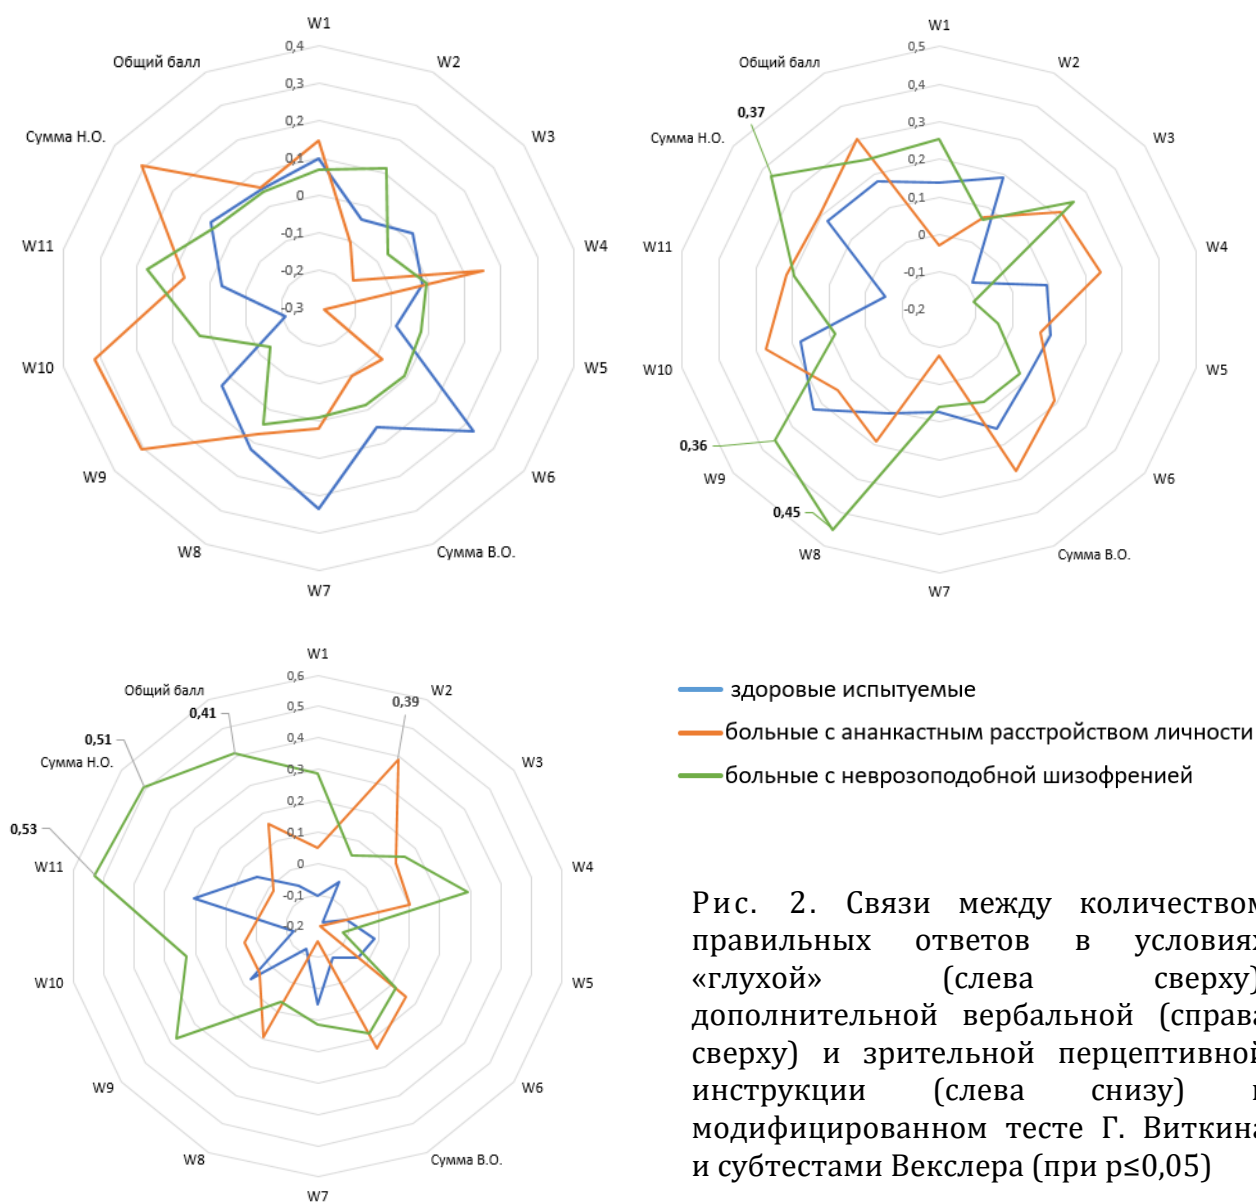 W1
0,4
W2
Общий балл
0,3
0,2
W3
Сумма Н.О.
0,1
0
W11
W4
-0,1
-0,2
-0,3
W10
W5
W9
W6
W8
Сумма В.О.
W7
W1
0,5
W2
Общий балл
0,4
0,37
0,3
W3
Сумма Н.О.
0,2
0,1
W11
W4
0
-0,1
-0,2
W10
W5
0,36
W9
W6
0,45
W8
Сумма В.О.
W7
W1
0,6
Общий балл
W2
0,41
0,5
0,39
0,51
0,4
Сумма Н.О.
W3
0,3
0,2
0,53
0,1
W11
W4
0
-0,1
-0,2
W10
W5
W9
W6
W8
Сумма В.О.
W7
здоровые испытуемые
больные с ананкастным расстройством личности
больные с неврозоподобной шизофренией
Рис. 2. Связи между количеством
правильных ответов в условиях
«глухой» (слева сверху)
дополнительной вербальной (справа
сверху) и зрительной перцептивной
инструкции (слева снизу)
модифицированном тесте Г. Виткина
и субтестами Векслера (при p≤0,05)